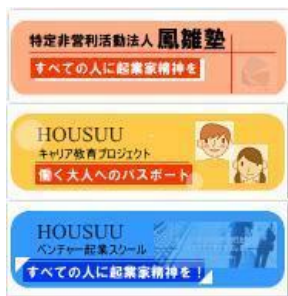 特定非営利活動法人 鳳雛塾
すべての人に起業家精神を
HOUSUU
キャリア教育プロジェクト
働く大人へのパスポート
HOUSUU
ベンチャー起業スクール
すべての人に起業家精神を!